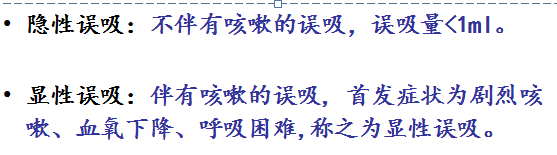 • 隐性误吸：不伴有咳嗽的误吸，误吸量<1ml。
• 显性误吸：伴有咳嗽的误吸，首发症状为剧烈咳
嗽、血氧下降、呼吸困难,称之为显性误吸。